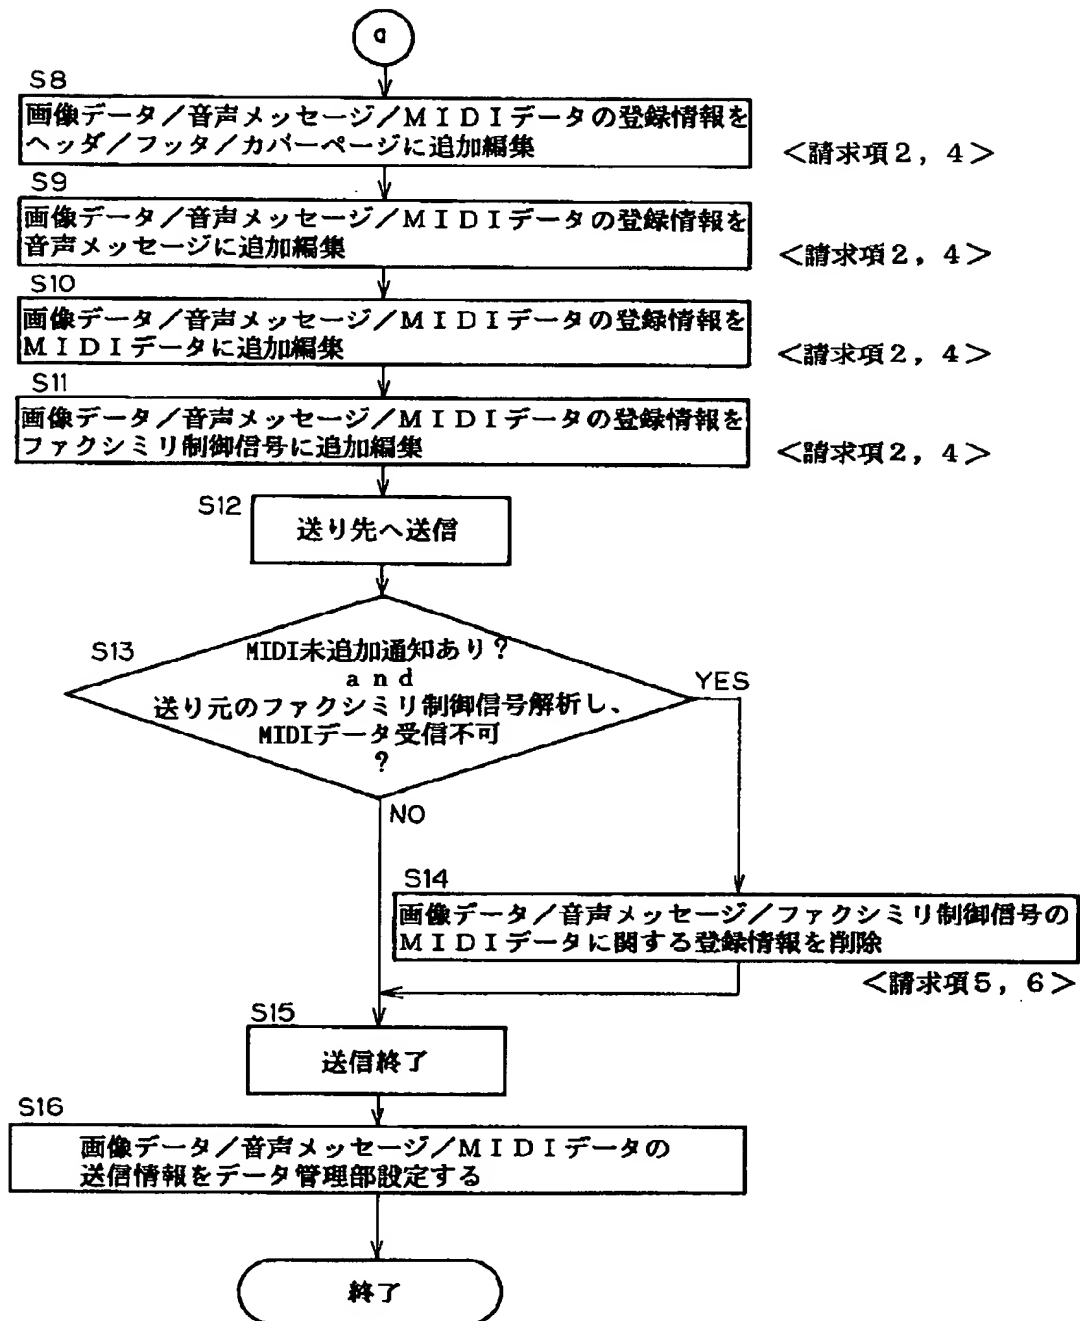 a
S8
画像データ/音声メッセージ/MIDIデータの登録情報を
ヘッダ/フッタ/カバーページに追加編集
<請求項2,4>
S9
画像データ/音声メッセージ/MIDIデータの登録情報を
音声メッセージに追加編集
<請求項2,4>
S10
画像データ/音声メッセージ/MIDIデータの登録情報を
MIDIデータに追加編集
<請求項2,4>
S11
画像データ/音声メッセージ/MIDIデータの登録情報を
ファクシミリ制御信号に追加編集
<請求項2,4>
S12
送り先へ送信
S13
MIDI未追加通知あり?
and
送り元のファクシミリ制御信号解析し、
MIDIデータ受信不可
?
YES
NO
S14
画像データ/音声メッセージ/ファクシミリ制御信号の
MIDIデータに関する登録情報を削除
<請求項5,6>
S15
送信終了
S16
画像データ/音声メッセージ/MIDIデータの
送信情報をデータ管理部設定する
終了